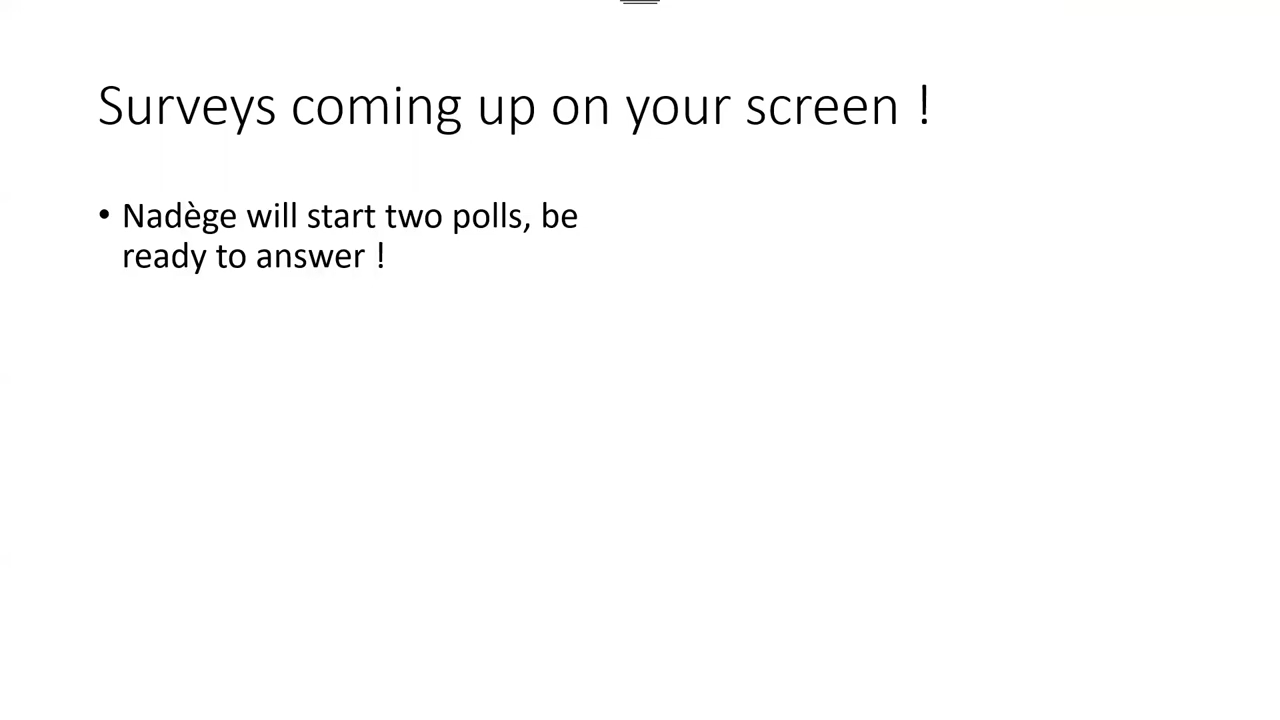 Surveys coming up on your screen !
• Nadège will start two polls, be
ready to answer !